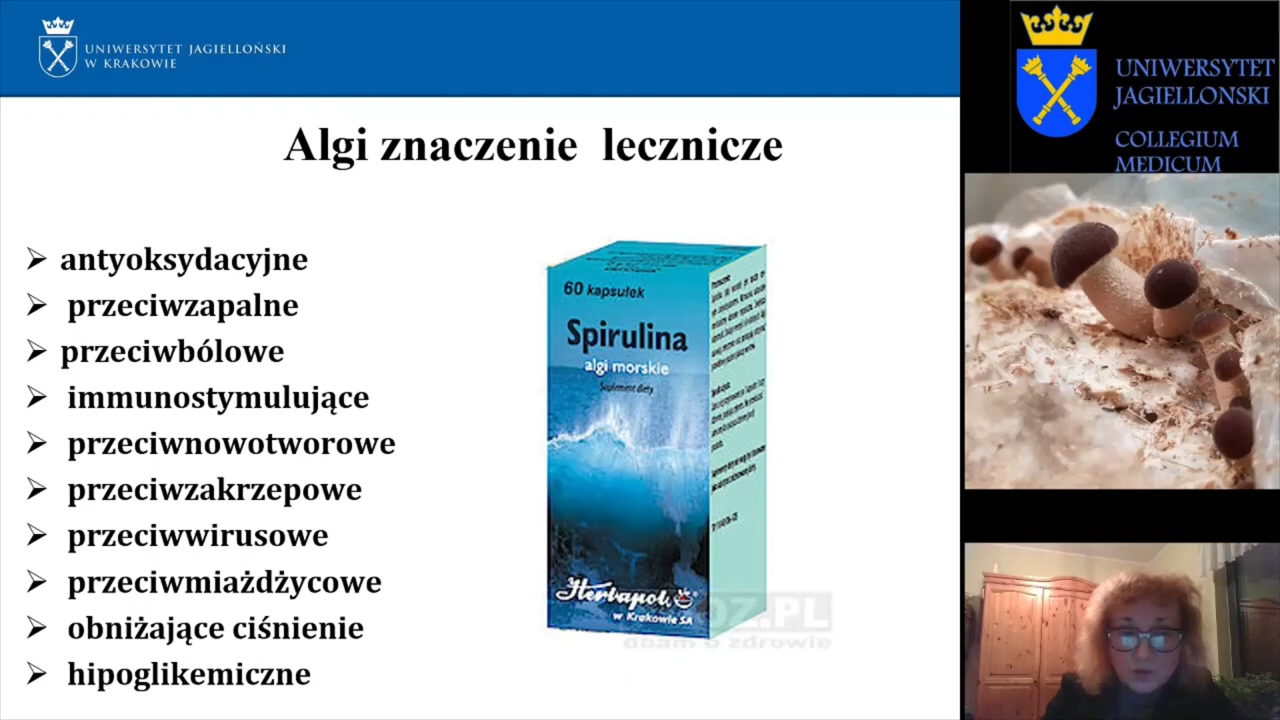 UNIWERSYTET JAGIELLOŃSKI
W KRAKOWIE
Algi znaczenie lecznicze
➢ antyoksydacyjne
➢ przeciwzapalne
➢ przeciwbólowe
➢ immunostymulujące
➢ przeciwnowotworowe
➢ przeciwzakrzepowe
➢ przeciwwirusowe
➢ przeciwmiażdżycowe
➢ obniżające ciśnienie
➢ hipoglikemiczne
60 kapsułek
Spirulina
algi morskie
Suplement diety
Herbapol
w Krakowie SA
OZ.PL
dbam o zdrowie
UNIWERSYTET
JAGIELLONSKI
COLLEGIUM
MEDICUM